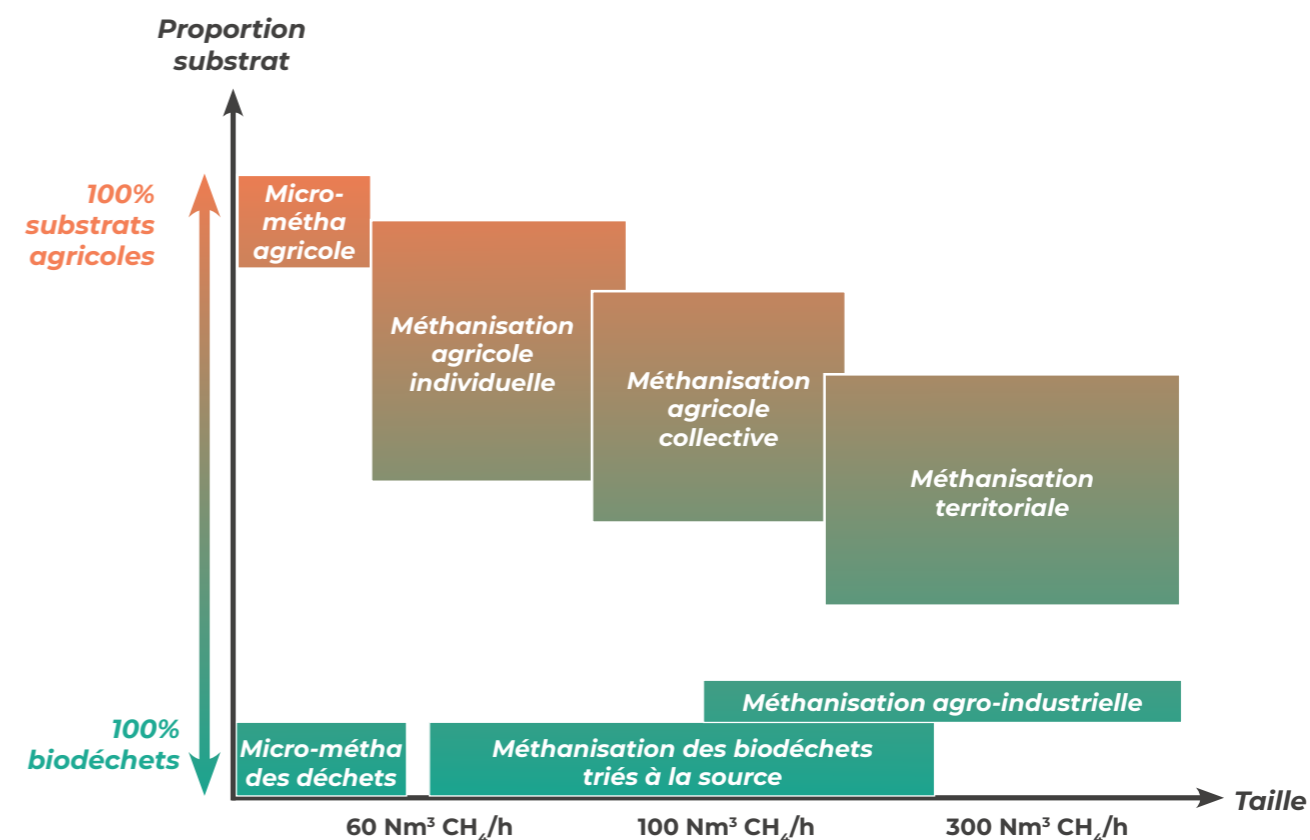 Proportion
substrat
100%
substrats
agricoles
Micro-
métha
agricole
Méthanisation
agricole
individuelle
Méthanisation
agricole
collective
Méthanisation
territoriale
Méthanisation agro-industrielle
100%
biodéchets
Micro-métha
des déchets
Méthanisation des biodéchets
triés à la source
Taille
60 Nm³ CH₄/h
100 Nm³ CH₄/h
300 Nm³ CH₄/h